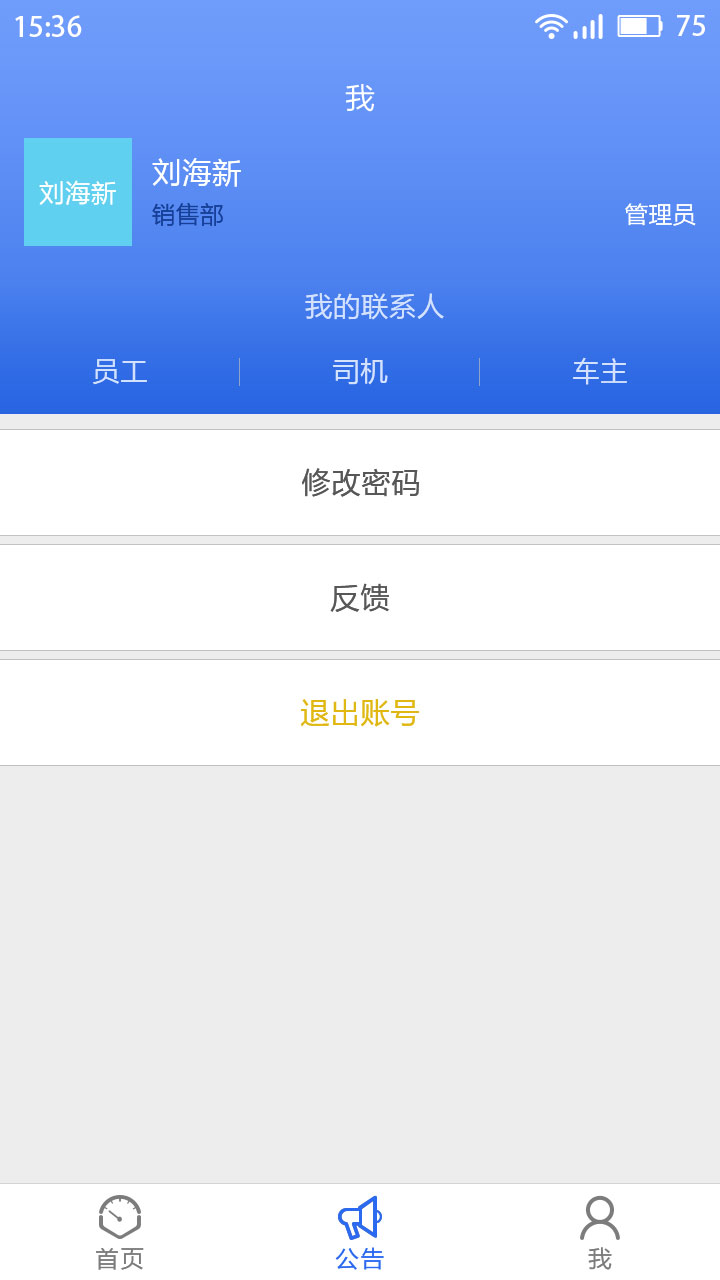 15:36 75
我
刘海新
刘海新
销售部
管理员
我的联系人
员工 司机 车主
修改密码
反馈
退出账号
首页 公告 我